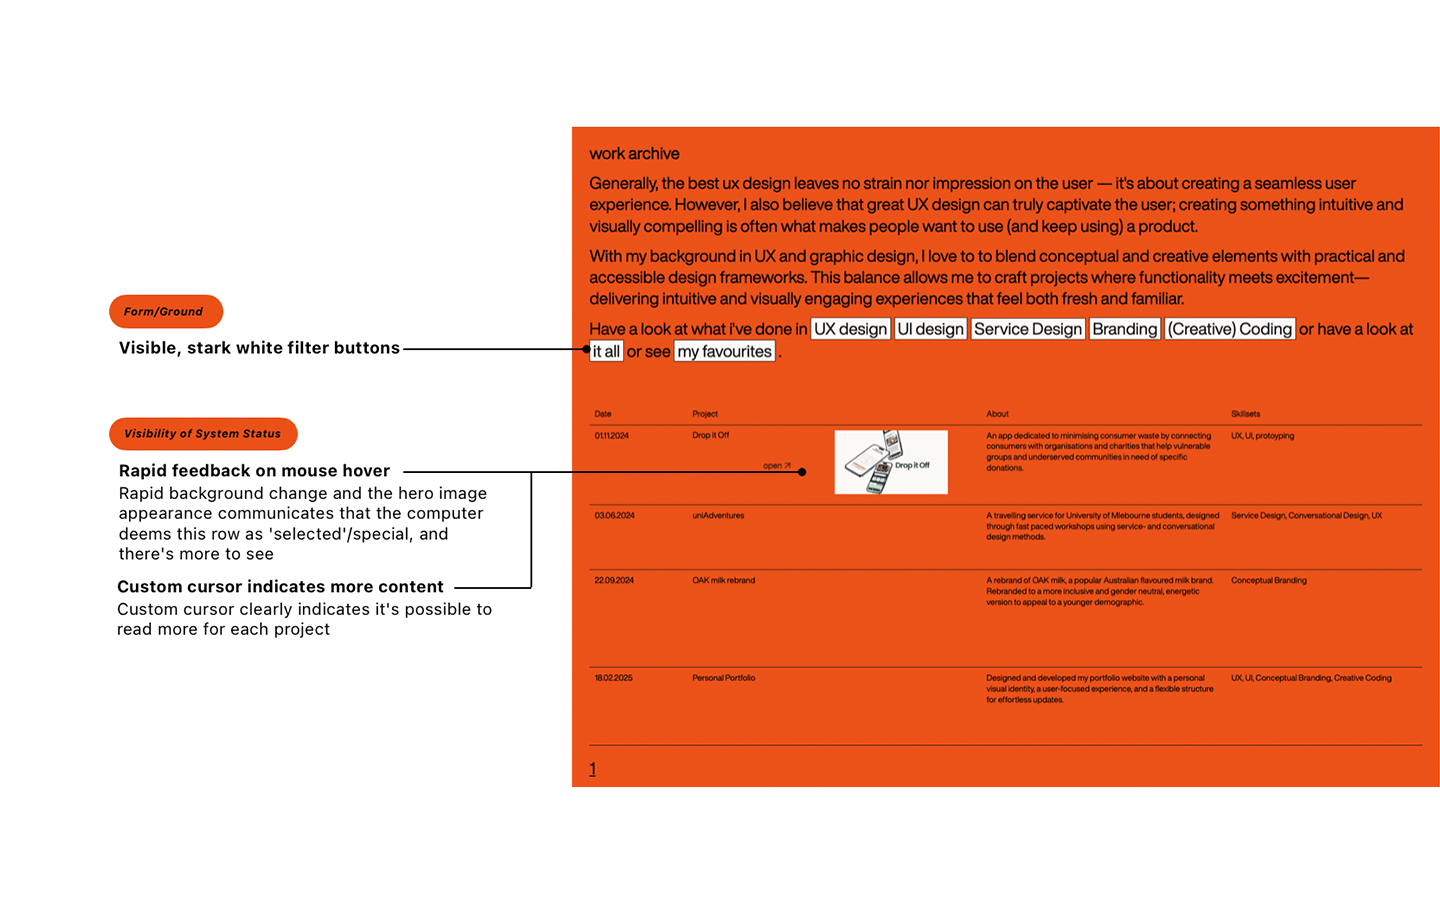 Form/Ground
Visible, stark white filter buttons
Visibility of System Status
Rapid feedback on mouse hover
Rapid background change and the hero image
appearance communicates that the computer
deems this row as 'selected'/special, and
there's more to see
Custom cursor indicates more content
Custom cursor clearly indicates it's possible to
read more for each project
work archive
Generally, the best ux design leaves no strain nor impression on the user — it's about creating a seamless user
experience. However, I also believe that great UX design can truly captivate the user; creating something intuitive and
visually compelling is often what makes people want to use (and keep using) a product.
With my background in UX and graphic design, I love to to blend conceptual and creative elements with practical and
accessible design frameworks. This balance allows me to craft projects where functionality meets excitement—
delivering intuitive and visually engaging experiences that feel both fresh and familiar.
Have a look at what i've done in UX design UI design Service Design Branding (Creative) Coding or have a look at
it all or see my favourites .
Date Project About Skillsets
01.11.2024 Drop it Off
open ↗
Drop it Off
An app dedicated to minimising consumer waste by connecting
consumers with organisations and charities that help vulnerable
groups and underserved communities in need of specific
donations.
UX, UI, protoyping
03.06.2024 uniAdventures
A travelling service for University of Mlebourne students, designed
through fast paced workshops using service- and conversational
design methods.
Service Design, Conversational Design, UX
22.09.2024 OAK milk rebrand
A rebrand of OAK milk, a popular Australian flavoured milk brand.
Rebranded to a more inclusive and gender neutral, energetic
version to appeal to a younger demographic.
Conceptual Branding
18.02.2025 Personal Portfolio
Designed and developed my portfolio website with a personal
visual identity, a user-focused experience, and a flexible structure
for effortless updates.
UX, UI, Conceptual Branding, Creative Coding
1